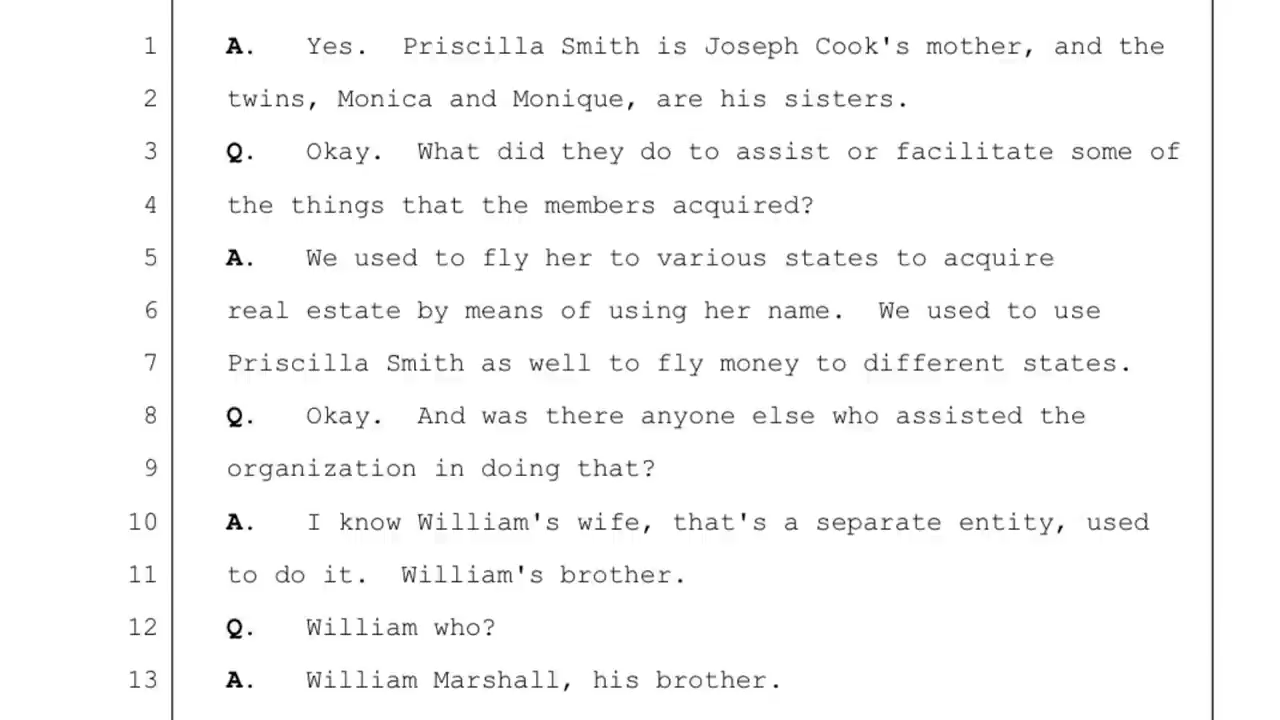 1 A. Yes. Priscilla Smith is Joseph Cook's mother, and the
2 twins, Monica and Monique, are his sisters.
3 Q. Okay. What did they do to assist or facilitate some of
4 the things that the members acquired?
5 A. We used to fly her to various states to acquire
6 real estate by means of using her name. We used to use
7 Priscilla Smith as well to fly money to different states.
8 Q. Okay. And was there anyone else who assisted the
9 organization in doing that?
10 A. I know William's wife, that's a separate entity, used
11 to do it. William's brother.
12 Q. William who?
13 A. William Marshall, his brother.